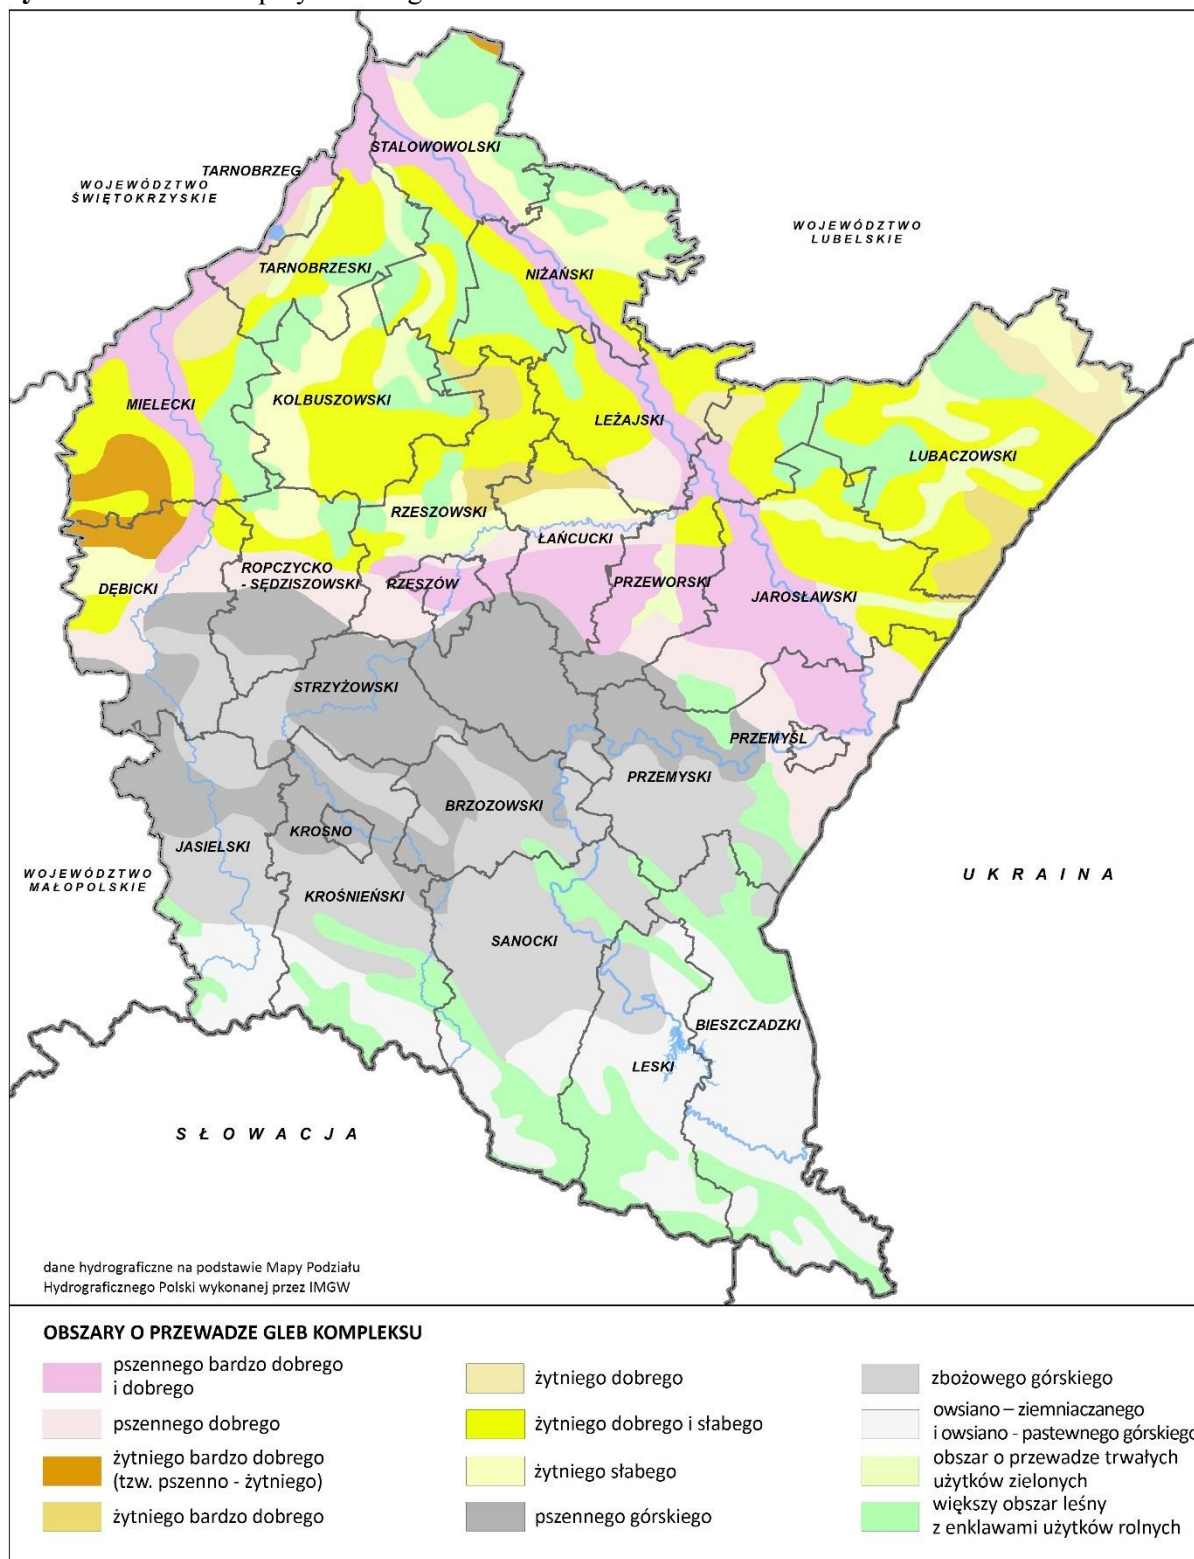 STALOWOWOLSKI
TARNOBRZEG
WOJEWÓDZTWO
ŚWIĘTOKRZYSKIE
WOJEWÓDZTWO
LUBELSKIE
TARNOBRZESKI
NIŻAŃSKI
MIELECKI
KOLBUSZOWSKI
LEŻAJSKI
LUBACZOWSKI
RZESZOWSKI
ŁAŃCUCKI
ROPCZYCKO
- SĘDZISZOWSKI
DĘBICKI
RZESZÓW
PRZEWORSKI
JAROSŁAWSKI
STRZYŻOWSKI
PRZEMYŚL
PRZEMYSKI
BRZOZOWSKI
KROSNO
JASIELSKI
WOJEWÓDZTWO
MAŁOPOLSKIE
UKRAINA
KROŚNIEŃSKI
SANOCKI
BIESZCZADZKI
LESKI
SŁOWACJA
dane hydrograficzne na podstawie Mapy Podziału
Hydrograficznego Polski wykonanej przez IMGW
OBSZARY O PRZEWADZE GLEB KOMPLEKSU
pszennego bardzo dobrego
i dobrego
pszennego dobrego
żytniego bardzo dobrego
(tzw. pszenno - żytniego)
żytniego bardzo dobrego
żytniego dobrego
żytniego dobrego i słabego
żytniego słabego
pszennego górskiego
zbożowego górskiego
owsiano – ziemniaczanego
i owsiano - pastewnego górskiego
obszar o przewadze trwałych
użytków zielonych
większy obszar leśny
z enklawami użytków rolnych